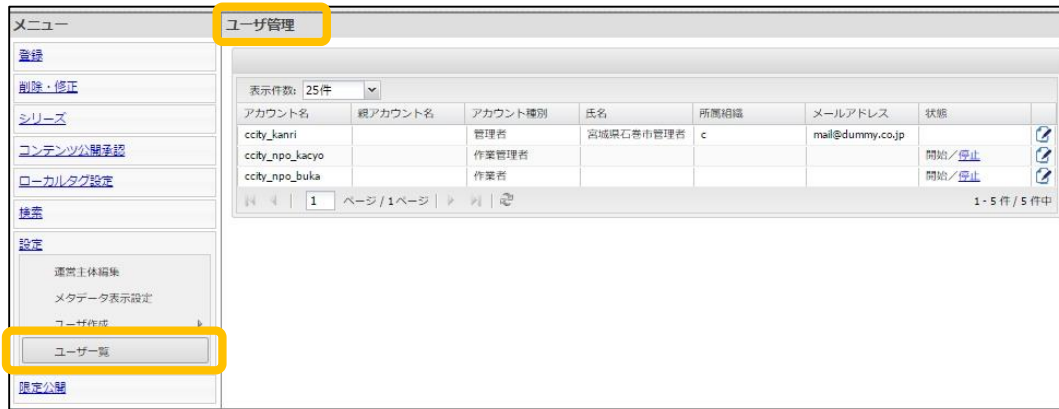 メニュー
登録
削除・修正
シリーズ
コンテンツ公開承認
ローカルタグ設定
検索
設定
運営主体編集
メタデータ表示設定
ユーザ作成
ユーザ一覧
限定公開
ユーザ管理
表示件数: 25件
アカウント名 親アカウント名 アカウント種別 氏名 所属組織 メールアドレス 状態
ccity_kanri 管理者 宮城県石巻市管理者 c mail@dummy.co.jp
ccity_npo_kacyo 作業管理者 開始／停止
ccity_npo_buka 作業者 開始／停止
1 ページ / 1ページ 1 - 5 件 / 5 件中